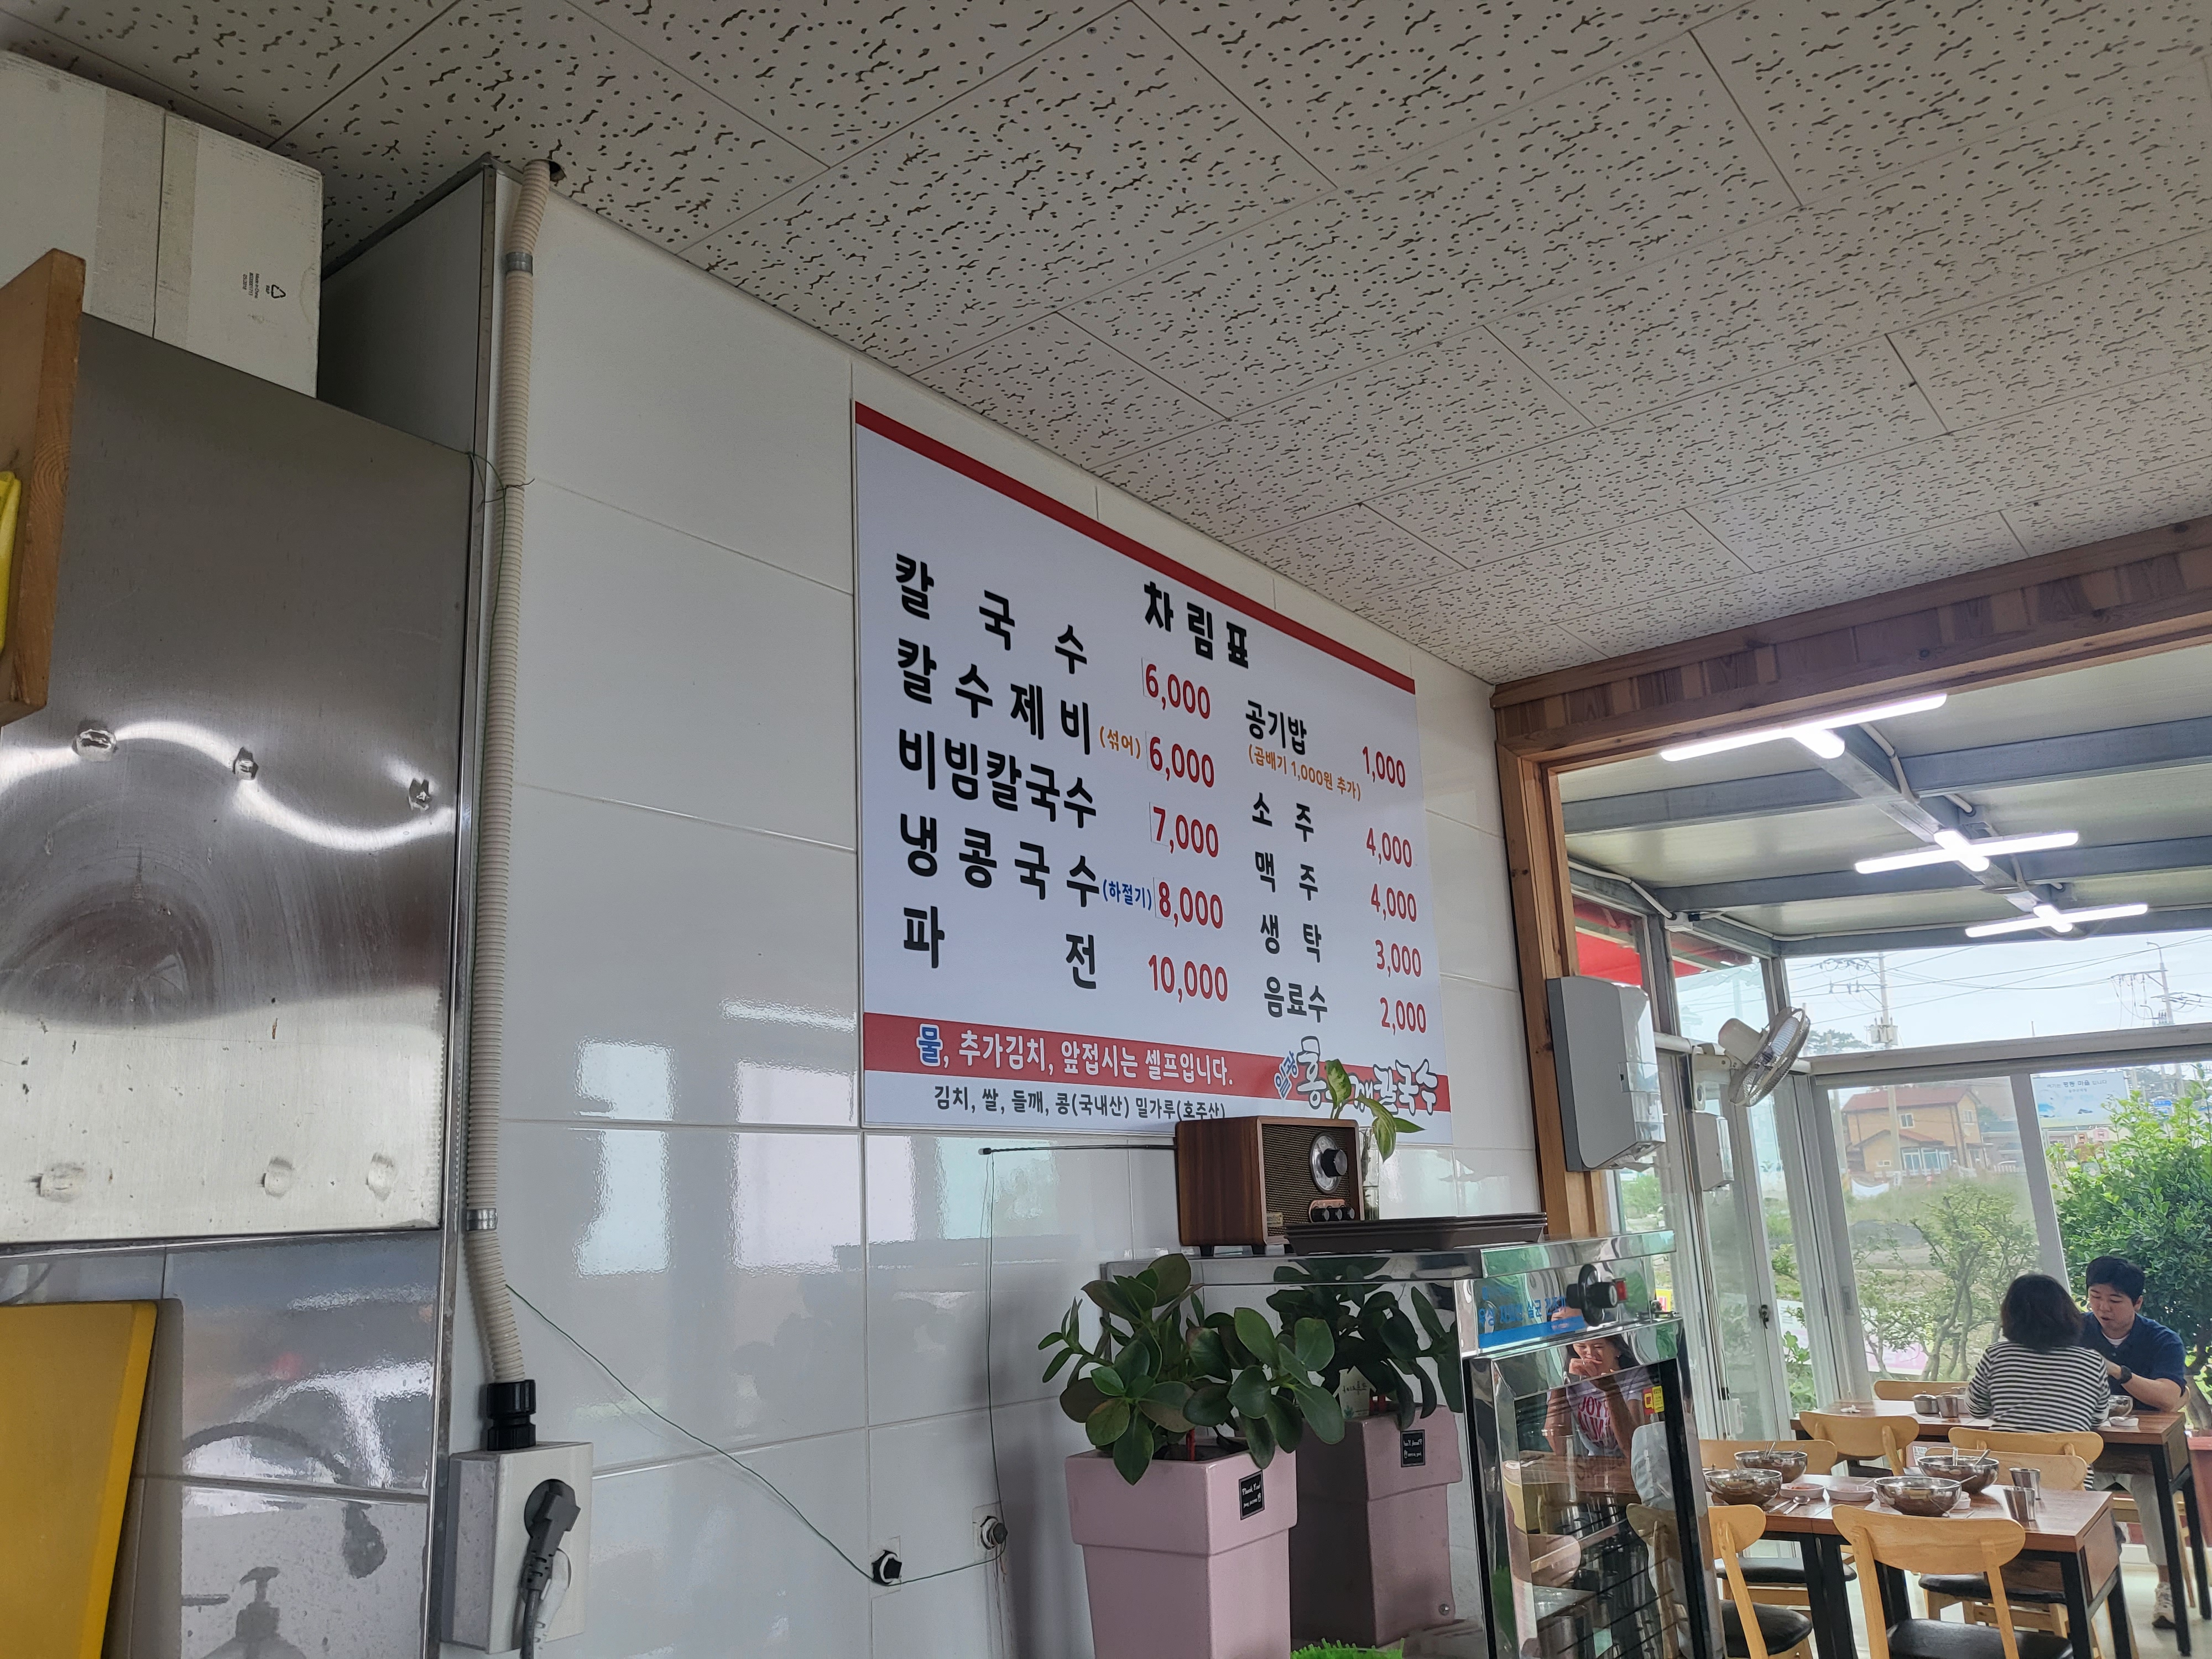 차림표
칼국수 6,000
칼수제비 (섞어) 6,000
비빔칼국수 7,000
냉콩국수 (하절기) 8,000
파전 10,000
공기밥 1,000
(곱배기 1,000원 추가)
소주 4,000
맥주 4,000
생탁 3,000
음료수 2,000
물, 추가김치, 앞접시는 셀프입니다.
김치, 쌀, 들깨, 콩(국내산) 밀가루(호주산)
일광
칼국수